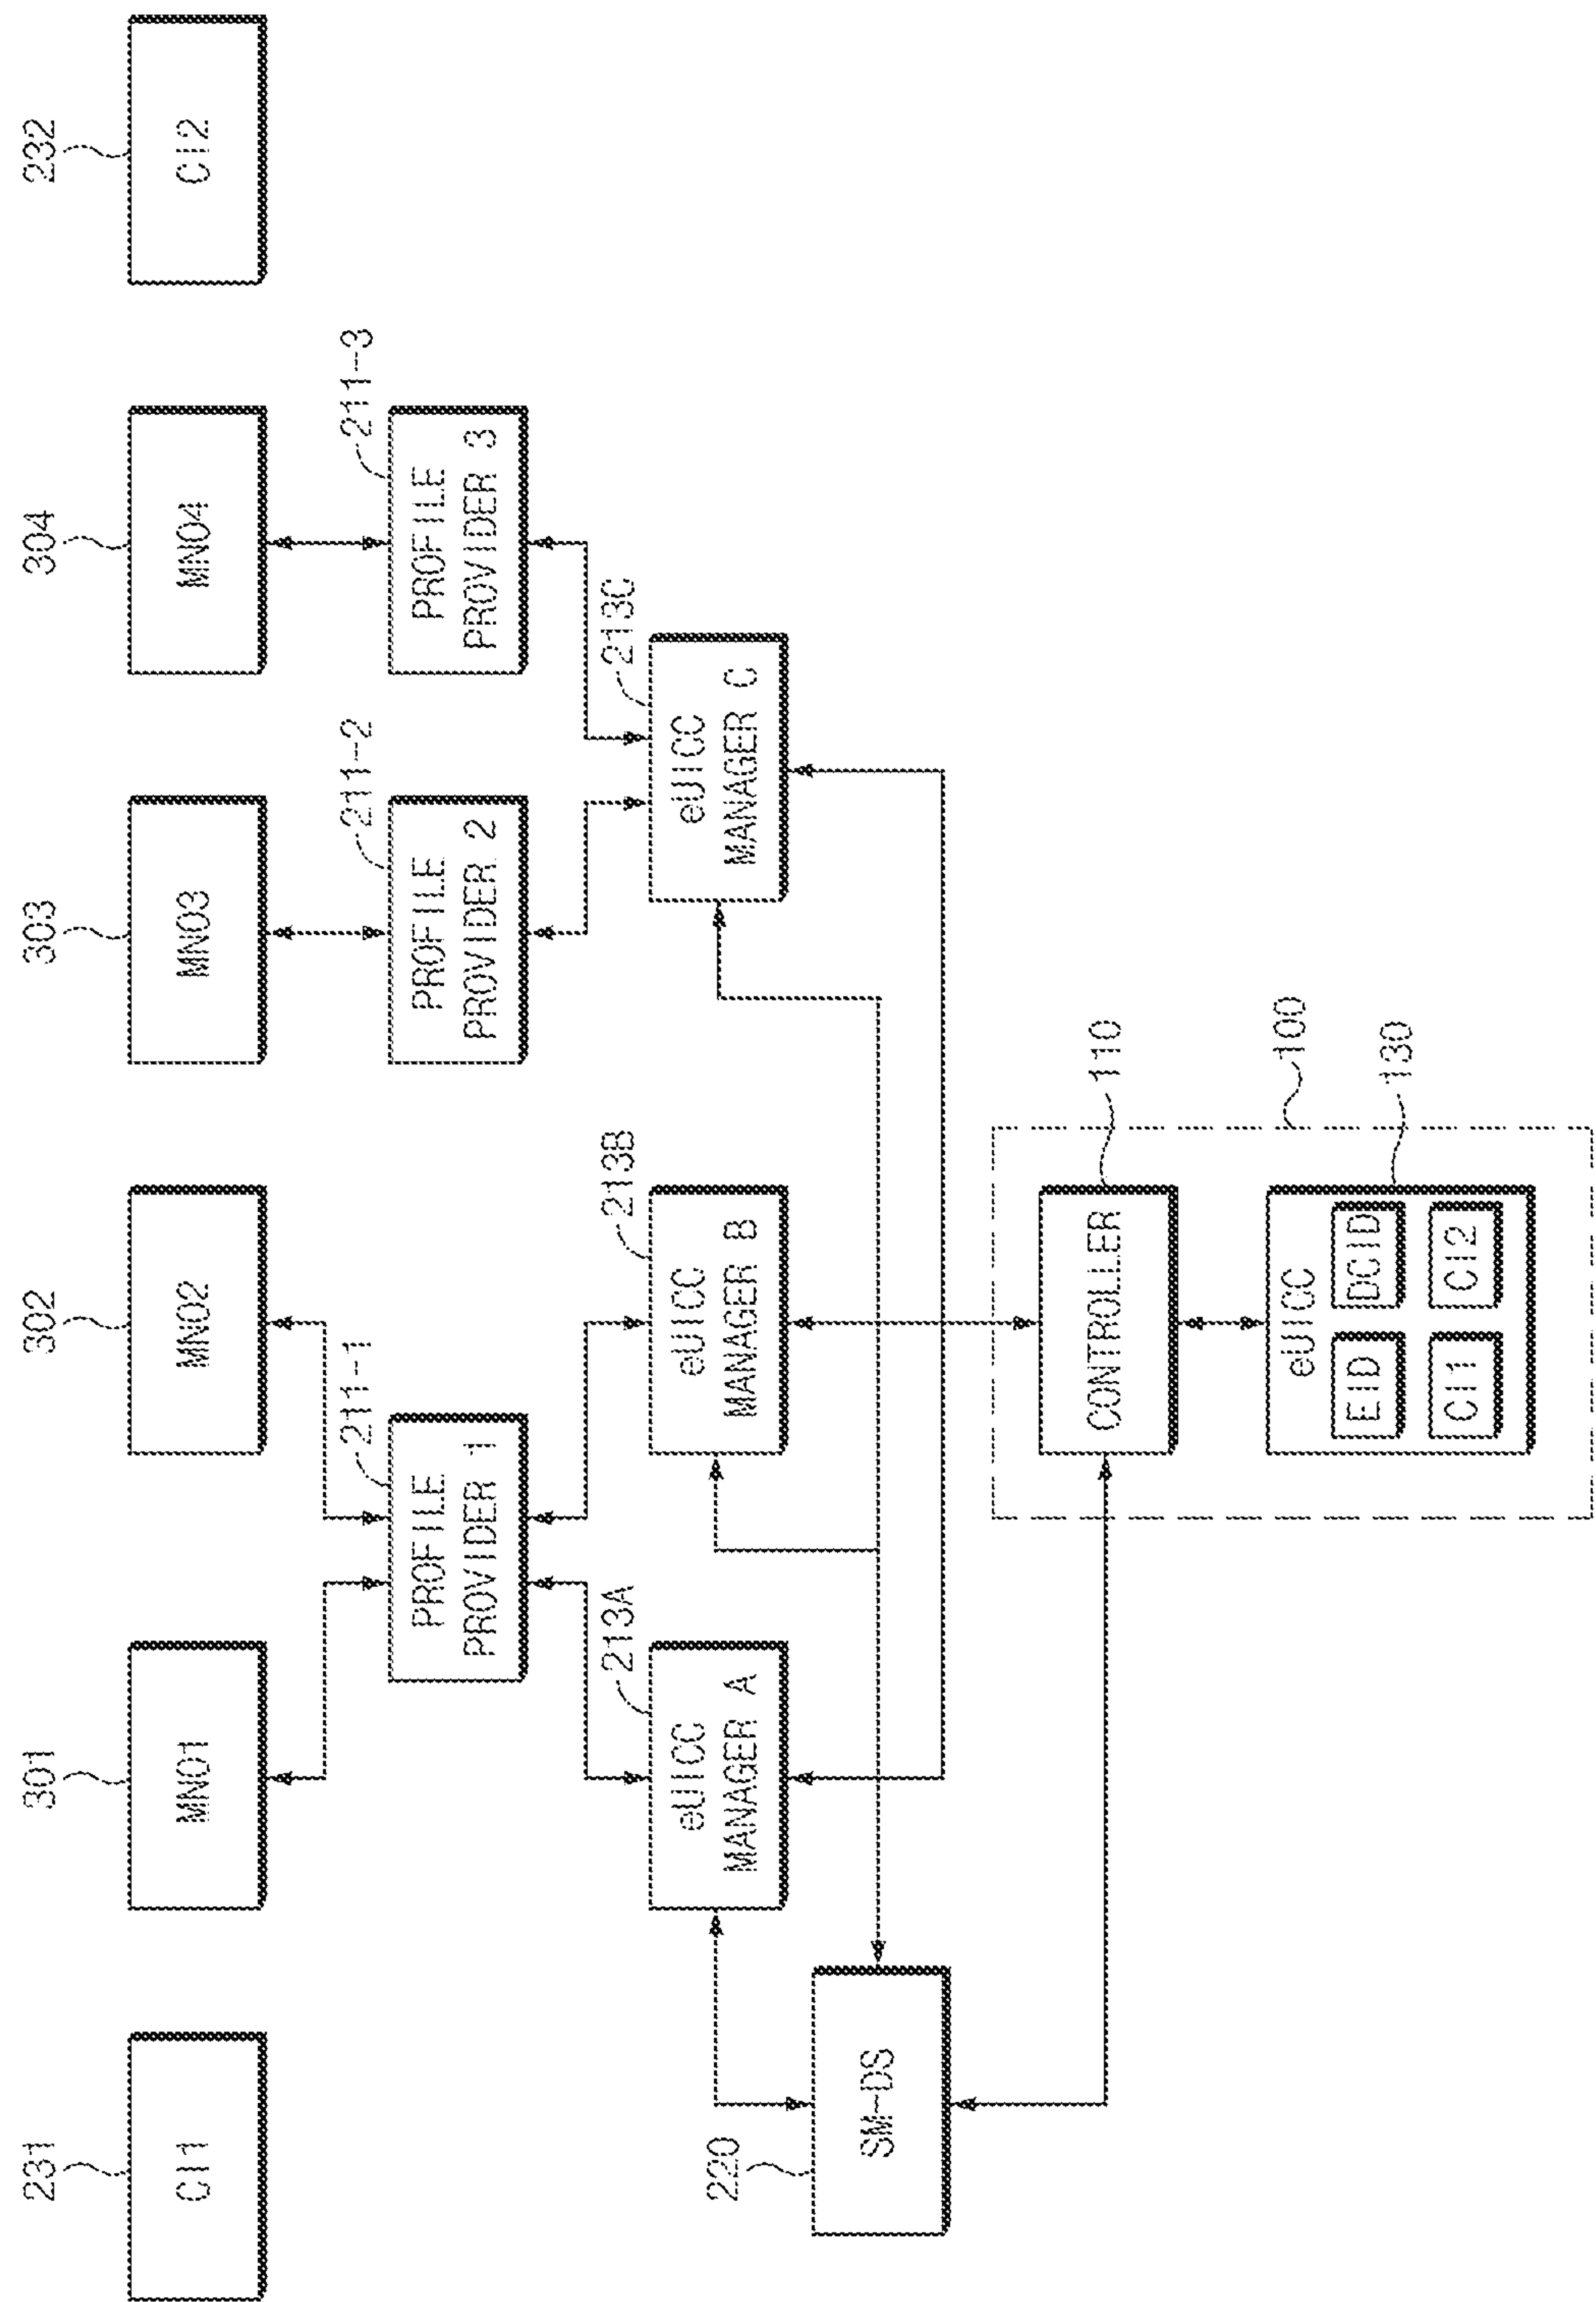 231
301
302
303
304
232
CI1
MNO1
MNO2
MNO3
MNO4
CI2
211-1
211-2
211-3
PROFILE
PROVIDER 1
PROFILE
PROVIDER 2
PROFILE
PROVIDER 3
213A
213B
213C
eUICC
MANAGER A
eUICC
MANAGER B
eUICC
MANAGER C
220
SM-DS
110
CONTROLLER
100
130
eUICC
EID
DCID
CI1
CI2